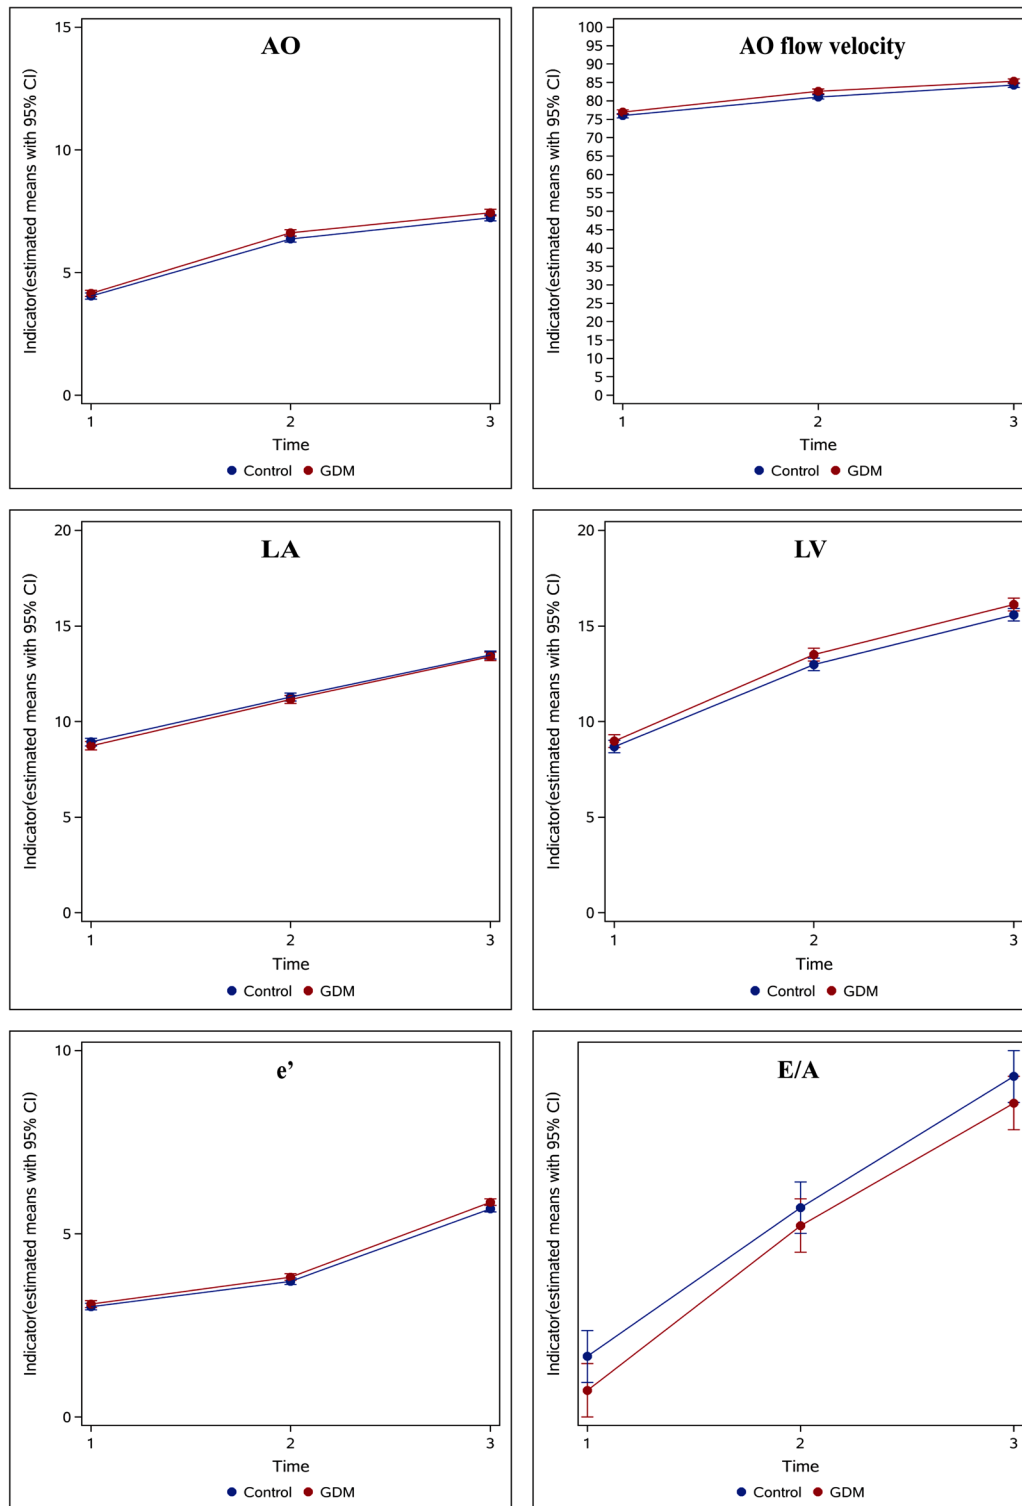 AO
Indicator(estimated means with 95% CI)
15
10
5
0
1 2 3
Time
Control GDM
AO flow velocity
Indicator(estimated means with 95% CI)
100
95
90
85
80
75
70
65
60
55
50
45
40
35
30
25
20
15
10
5
0
1 2 3
Time
Control GDM
LA
Indicator(estimated means with 95% CI)
20
15
10
5
0
1 2 3
Time
Control GDM
LV
Indicator(estimated means with 95% CI)
20
15
10
5
0
1 2 3
Time
Control GDM
e’
Indicator(estimated means with 95% CI)
10
5
0
1 2 3
Time
Control GDM
E/A
Indicator(estimated means with 95% CI)
1 2 3
Time
Control GDM